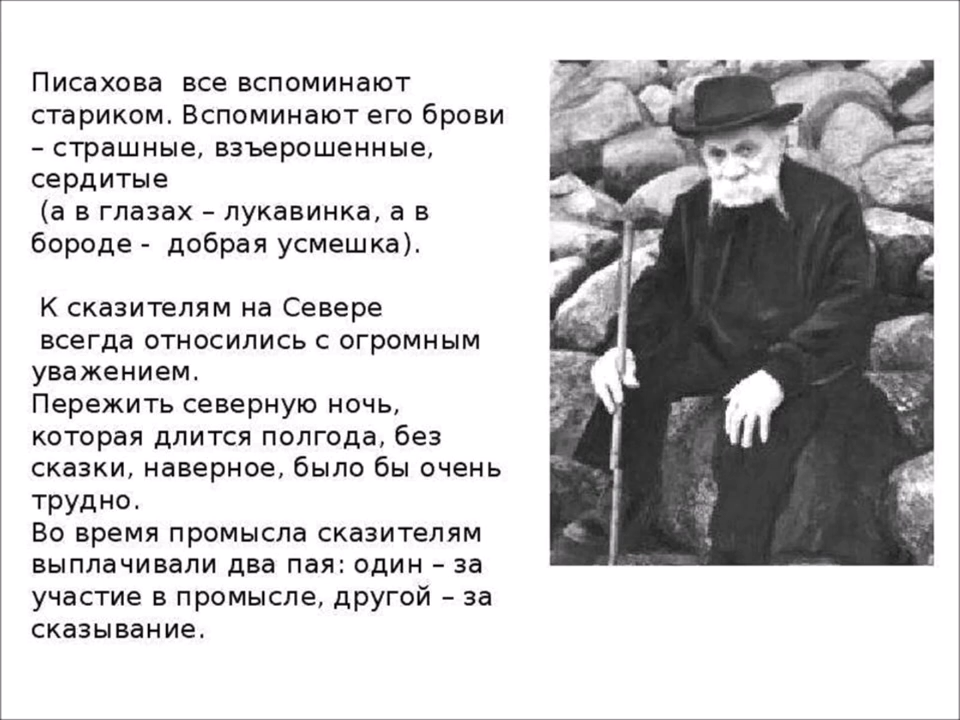 Писахова все вспоминают
стариком. Вспоминают его брови
– страшные, взъерошенные,
сердитые
(а в глазах – лукавинка, а в
бороде - добрая усмешка).
К сказителям на Севере
всегда относились с огромным
уважением.
Пережить северную ночь,
которая длится полгода, без
сказки, наверное, было бы очень
трудно.
Во время промысла сказителям
выплачивали два пая: один – за
участие в промысле, другой – за
сказывание.